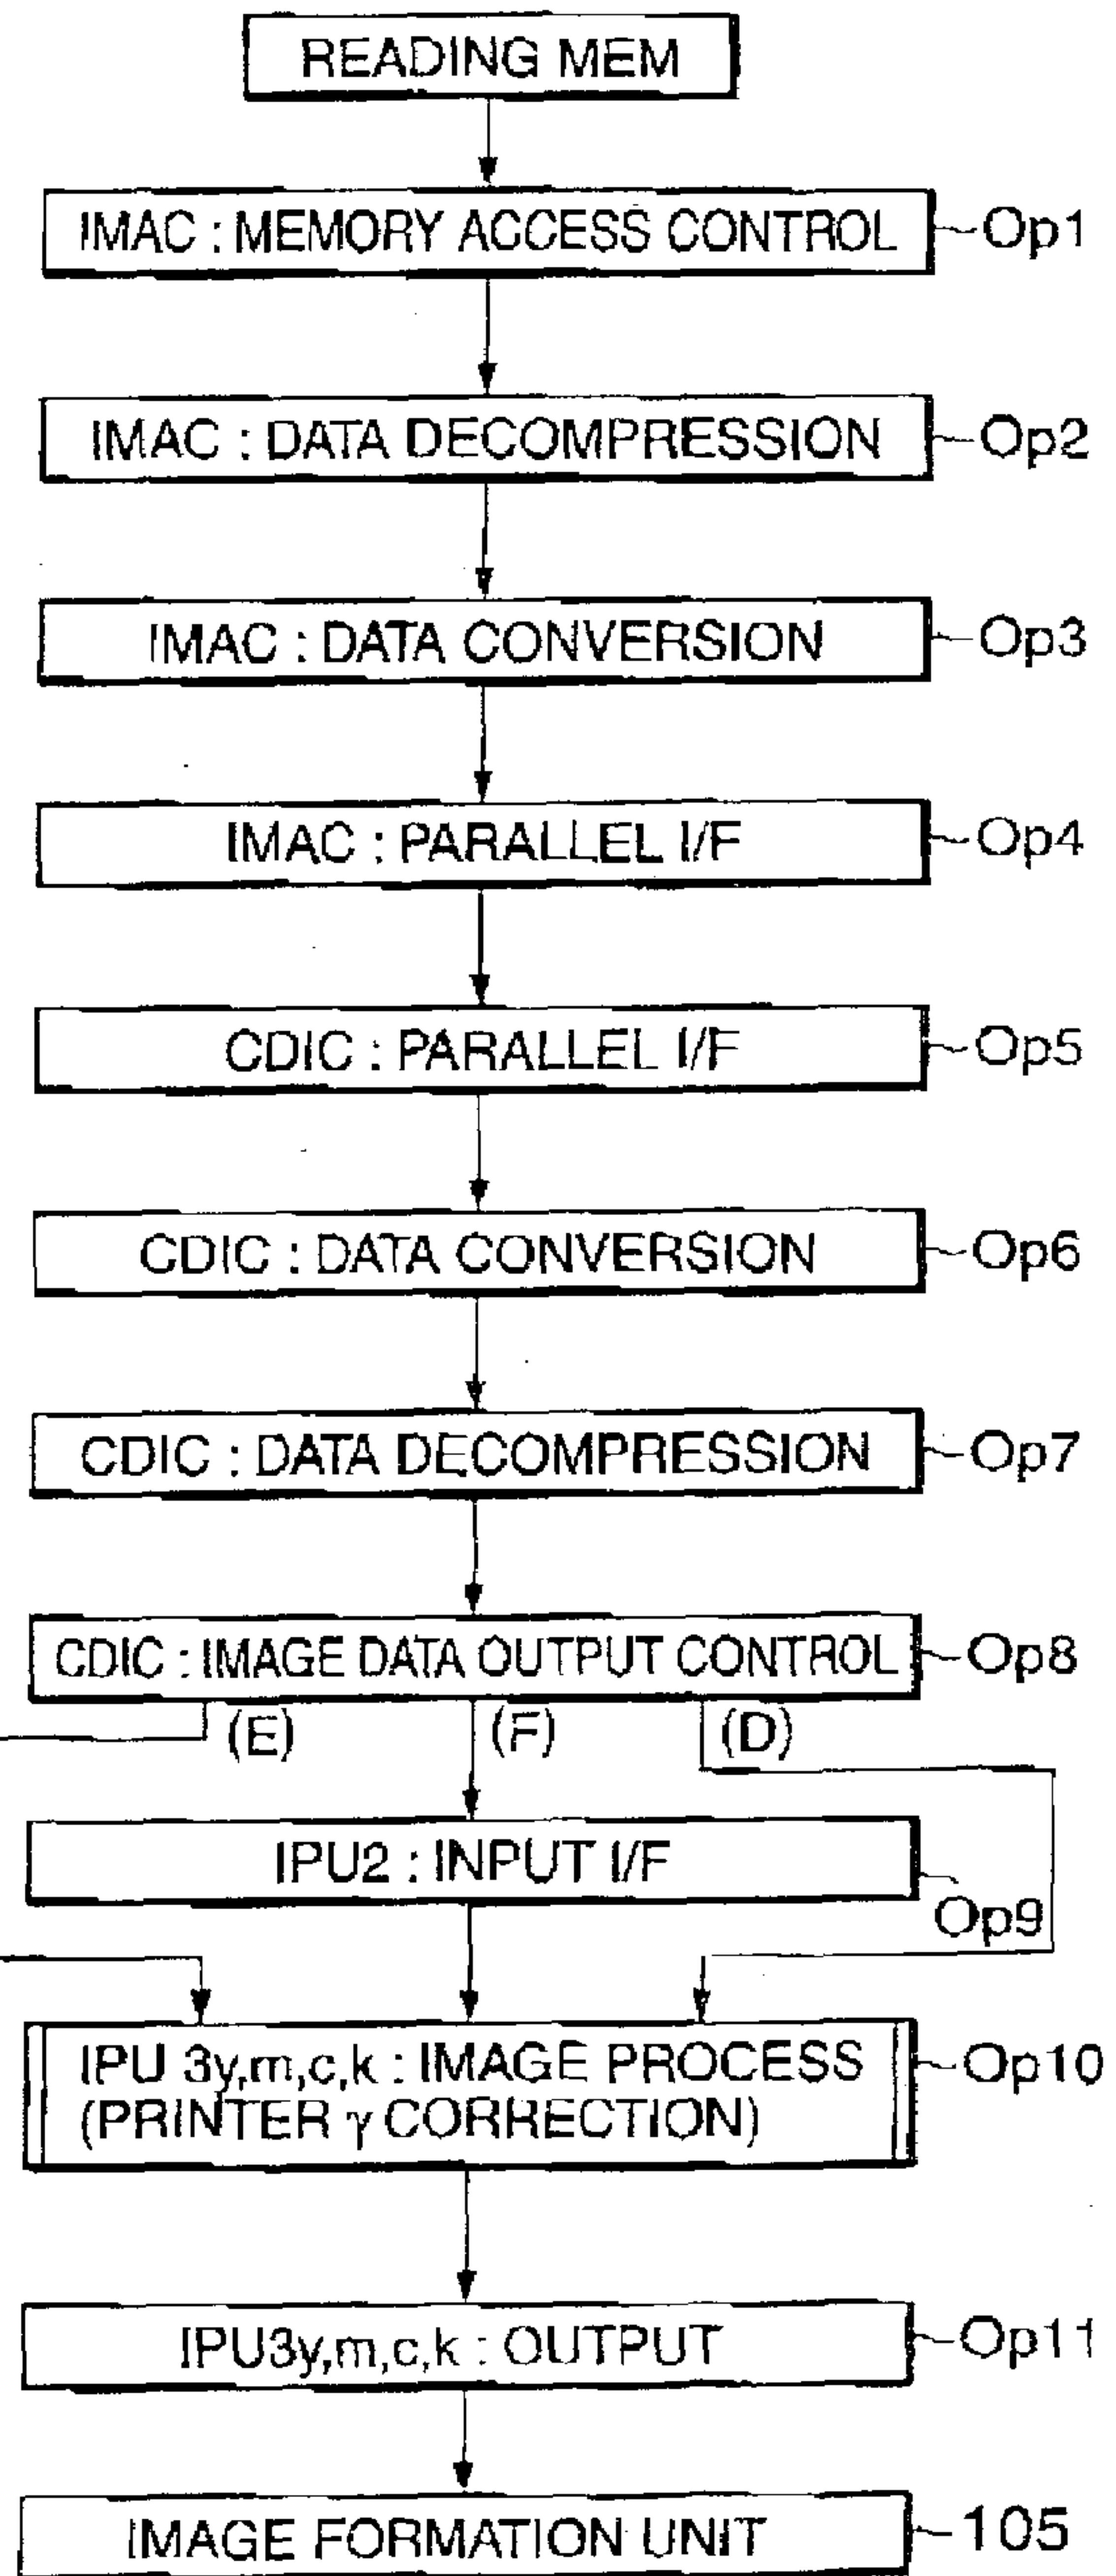 READING MEM
IMAC : MEMORY ACCESS CONTROL Op1
IMAC : DATA DECOMPRESSION Op2
IMAC : DATA CONVERSION Op3
IMAC : PARALLEL I/F Op4
CDIC : PARALLEL I/F Op5
CDIC : DATA CONVERSION Op6
CDIC : DATA DECOMPRESSION Op7
CDIC : IMAGE DATA OUTPUT CONTROL Op8
(E) (F) (D)
IPU2 : INPUT I/F
Op9
IPU 3y,m,c,k : IMAGE PROCESS Op10
(PRINTER γ CORRECTION)
IPU3y,m,c,k : OUTPUT Op11
IMAGE FORMATION UNIT 105